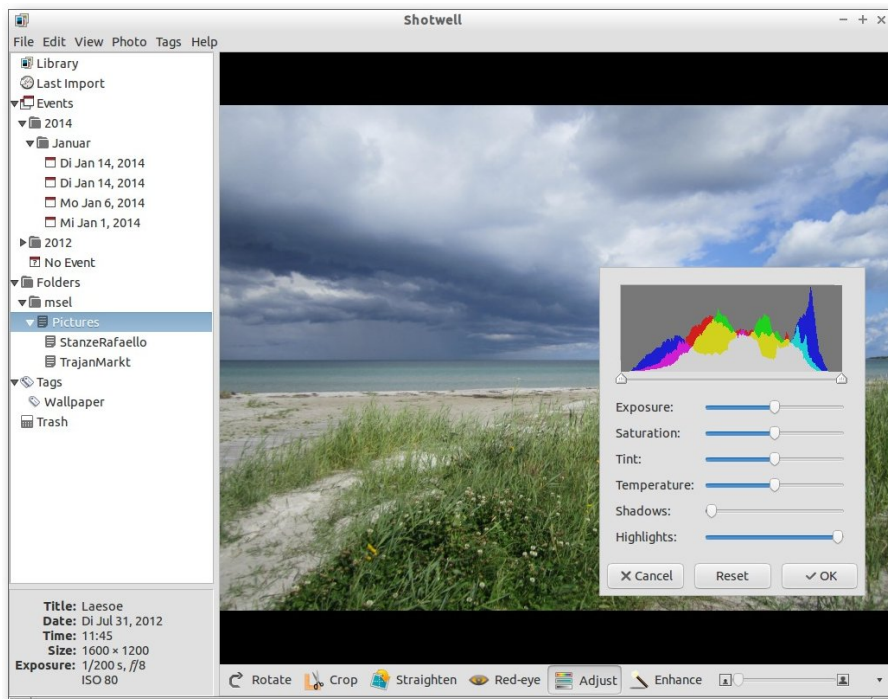 Shotwell
File Edit View Photo Tags Help
Library
Last Import
Events
2014
Januar
Di Jan 14, 2014
Di Jan 14, 2014
Mo Jan 6, 2014
Mi Jan 1, 2014
2012
No Event
Folders
msel
Pictures
StanzeRafaello
TrajanMarkt
Tags
Wallpaper
Trash
Exposure:
Saturation:
Tint:
Temperature:
Shadows:
Highlights:
Cancel Reset OK
Title: Laesoe
Date: Di Jul 31, 2012
Time: 11:45
Size: 1600 × 1200
Exposure: 1/200 s, f/8
ISO 80
Rotate Crop Straighten Red-eye Adjust Enhance